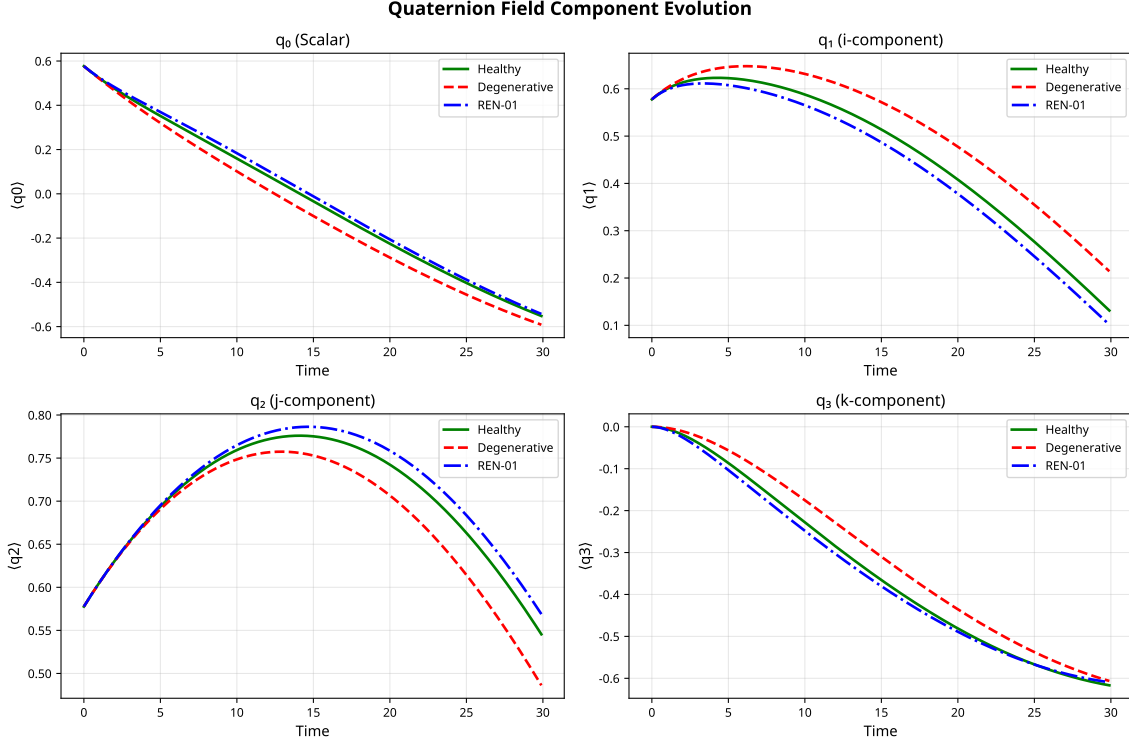 Quaternion Field Component Evolution
q₀ (Scalar)
⟨q0⟩
0.6
0.4
0.2
0.0
-0.2
-0.4
-0.6
0 5 10 15 20 25 30
Time
Healthy
Degenerative
REN-01
q₁ (i-component)
⟨q1⟩
0.6
0.5
0.4
0.3
0.2
0.1
0 5 10 15 20 25 30
Time
Healthy
Degenerative
REN-01
q₂ (j-component)
⟨q2⟩
0.80
0.75
0.70
0.65
0.60
0.55
0.50
0 5 10 15 20 25 30
Time
Healthy
Degenerative
REN-01
q₃ (k-component)
⟨q3⟩
0.0
-0.1
-0.2
-0.3
-0.4
-0.5
-0.6
0 5 10 15 20 25 30
Time
Healthy
Degenerative
REN-01